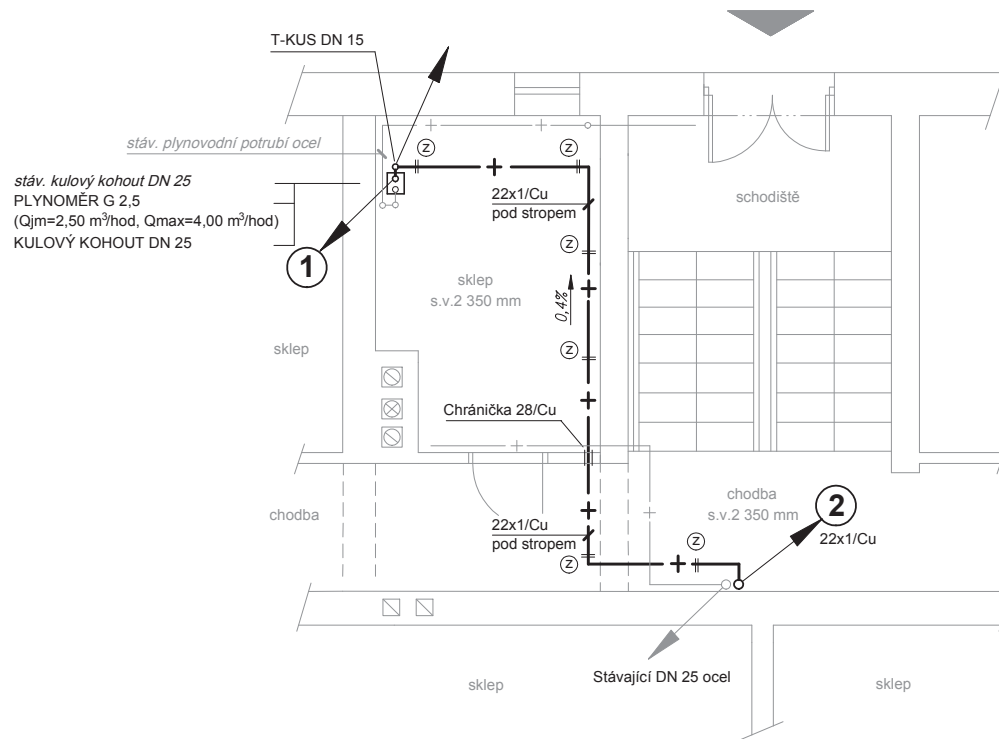 T-KUS DN 15
stáv. plynovodní potrubí ocel
stáv. kulový kohout DN 25
PLYNOMĚR G 2,5
(Qjm=2,50 m³/hod, Qmax=4,00 m³/hod)
KULOVÝ KOHOUT DN 25
1
Z
Z
22x1/Cu
pod stropem
schodiště
Z
sklep
s.v.2 350 mm
0,4%
sklep
Z
Chránička 28/Cu
chodba
22x1/Cu
pod stropem
Z
chodba
s.v.2 350 mm
2
22x1/Cu
Z
Stávající DN 25 ocel
sklep
sklep